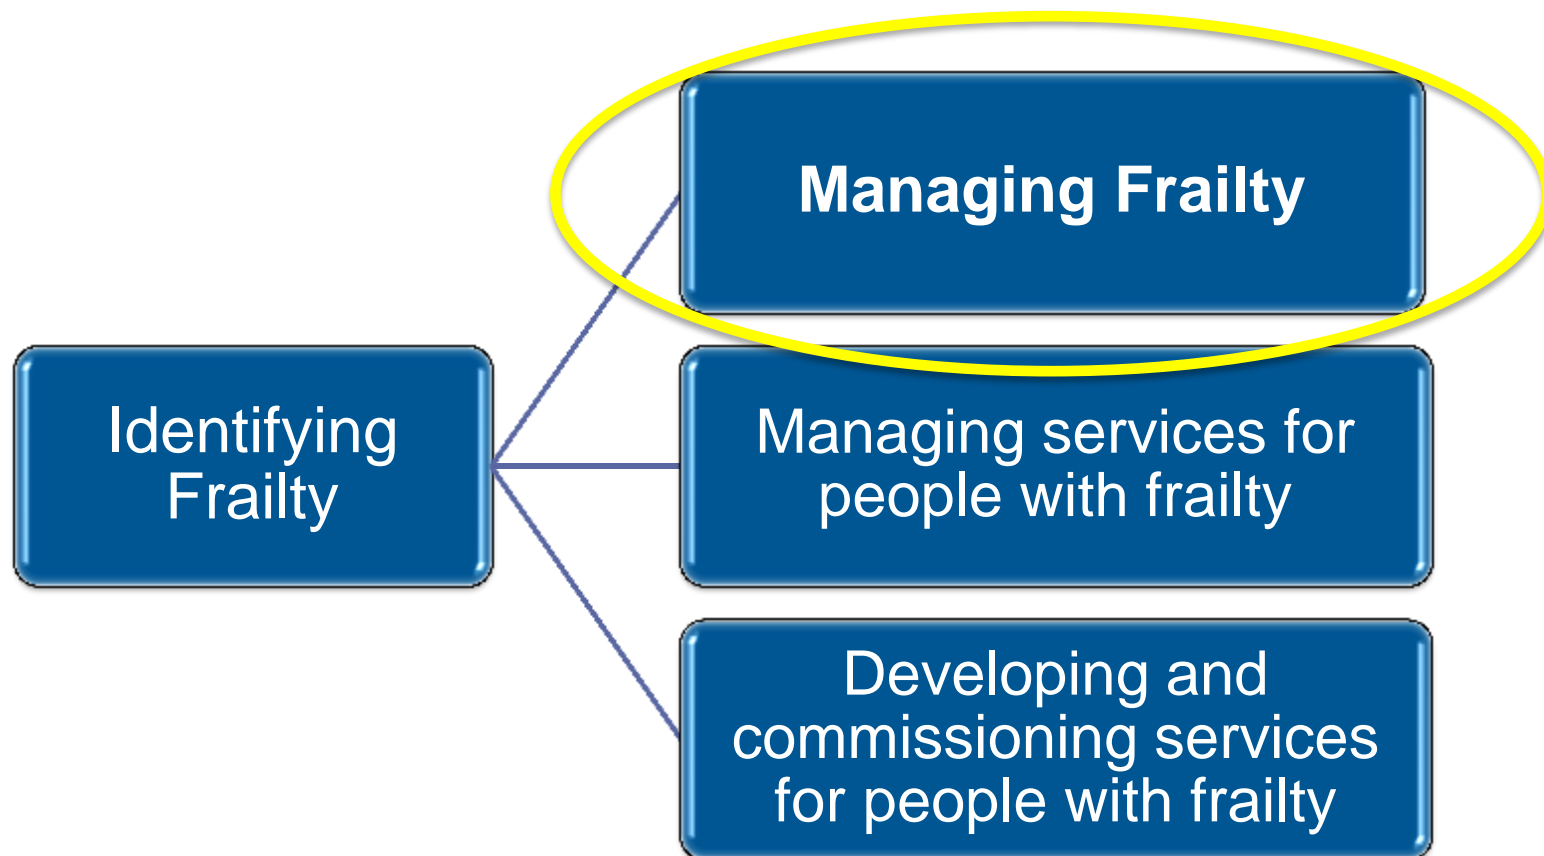 Managing Frailty
Identifying
Frailty
Managing services for
people with frailty
Developing and
commissioning services
for people with frailty